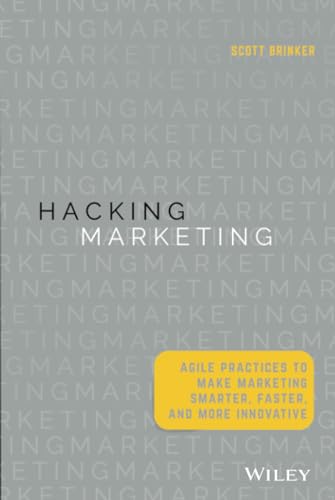 SCOTT BRINKER
HACKING
MARKETING
AGILE PRACTICES TO
MAKE MARKETING
SMARTER, FASTER,
AND MORE INNOVATIVE
WILEY